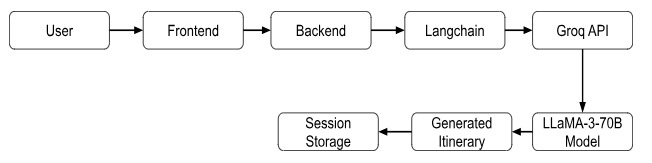 User
Frontend
Backend
Langchain
Groq API
Session
Storage
Generated
Itinerary
LLaMA-3-70B
Model